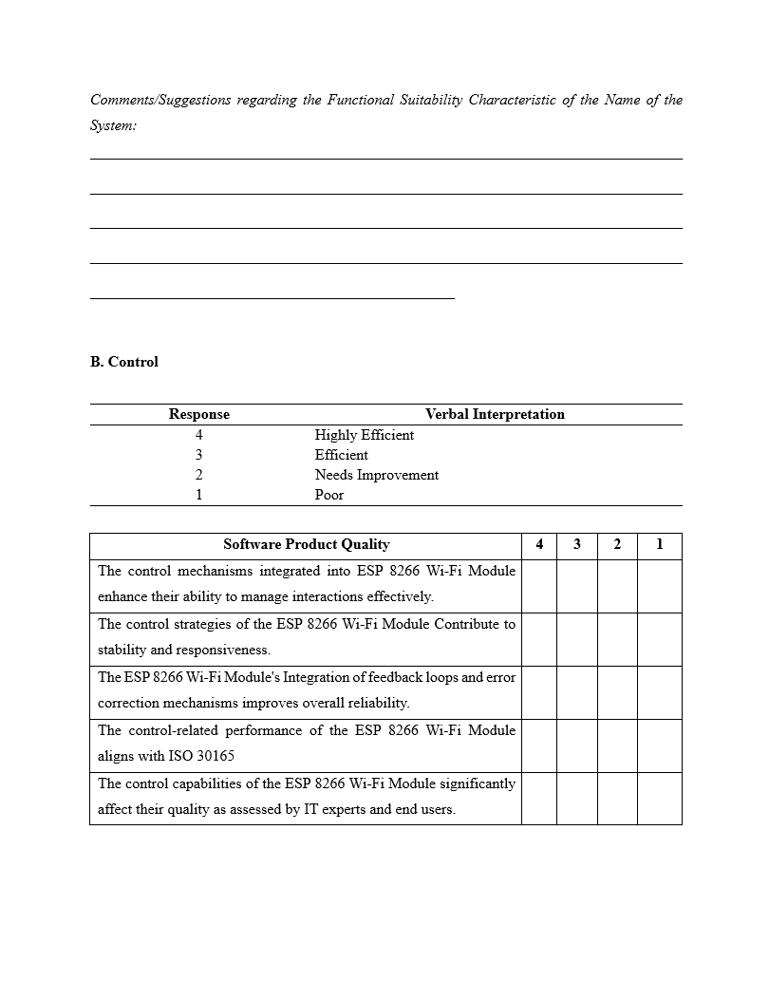 Comments/Suggestions regarding the Functional Suitability Characteristic of the Name of the
System:
B. Control
Response Verbal Interpretation
4 Highly Efficient
3 Efficient
2 Needs Improvement
1 Poor
Software Product Quality 4 3 2 1
The control mechanisms integrated into ESP 8266 Wi-Fi Module
enhance their ability to manage interactions effectively.
The control strategies of the ESP 8266 Wi-Fi Module Contribute to
stability and responsiveness.
The ESP 8266 Wi-Fi Module's Integration of feedback loops and error
correction mechanisms improves overall reliability.
The control-related performance of the ESP 8266 Wi-Fi Module
aligns with ISO 30165
The control capabilities of the ESP 8266 Wi-Fi Module significantly
affect their quality as assessed by IT experts and end users.